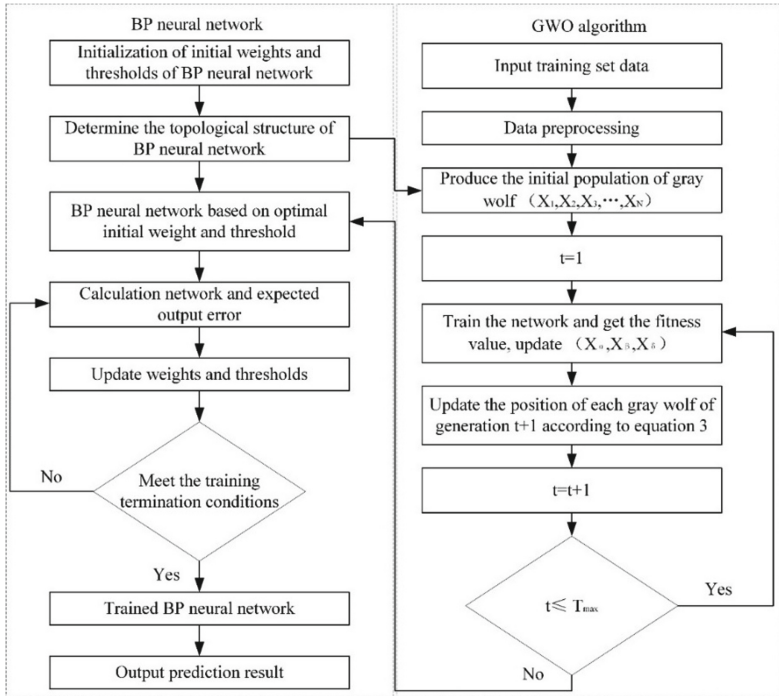 BP neural network
Initialization of initial weights and
thresholds of BP neural network
Determine the topological structure of
BP neural network
BP neural network based on optimal
initial weight and threshold
Calculation network and expected
output error
Update weights and thresholds
No
Meet the training
termination conditions
Yes
Trained BP neural network
Output prediction result
GWO algorithm
Input training set data
Data preprocessing
Produce the initial population of gray
wolf （X₁,X₂,X₃,⋯,X_N）
t=1
Train the network and get the fitness
value, update （Xα,Xβ,Xδ）
Update the position of each gray wolf of
generation t+1 according to equation 3
t=t+1
t≤ Tmax
Yes
No